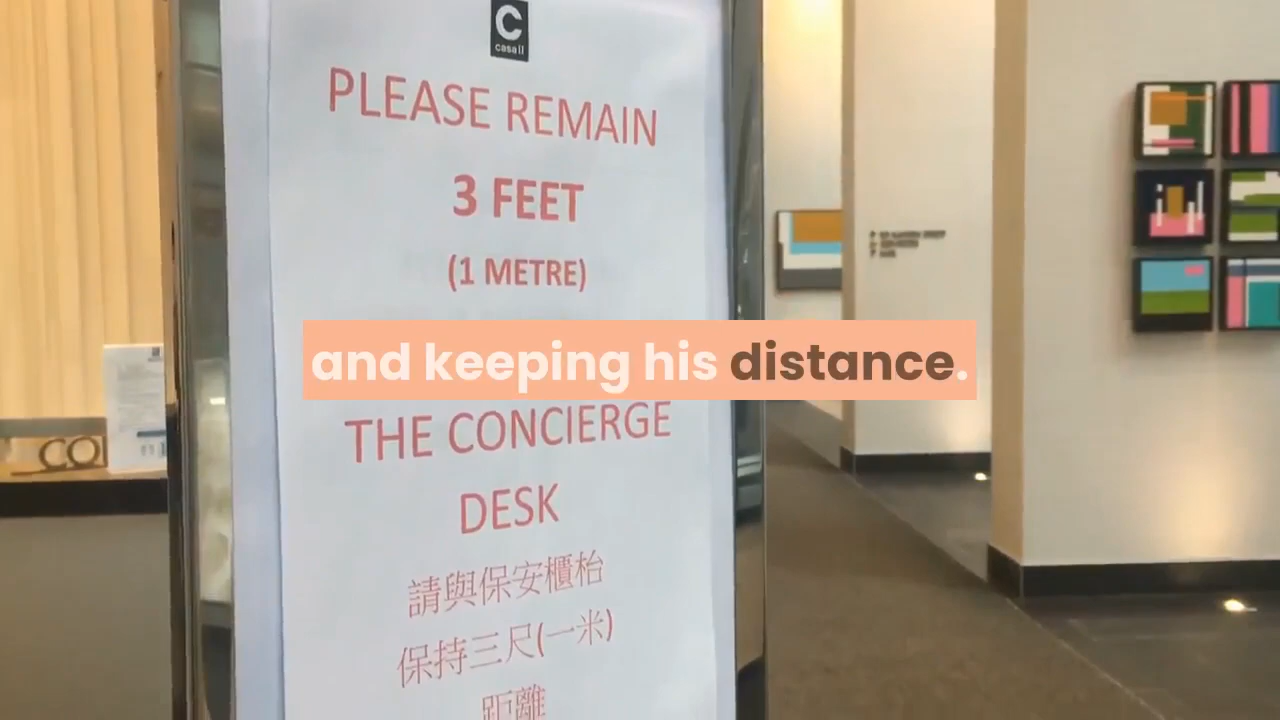 C
casa II
PLEASE REMAIN
3 FEET
(1 METRE)
and keeping his distance.
THE CONCIERGE
DESK
請與保安櫃枱
保持三尺(一米)
距離